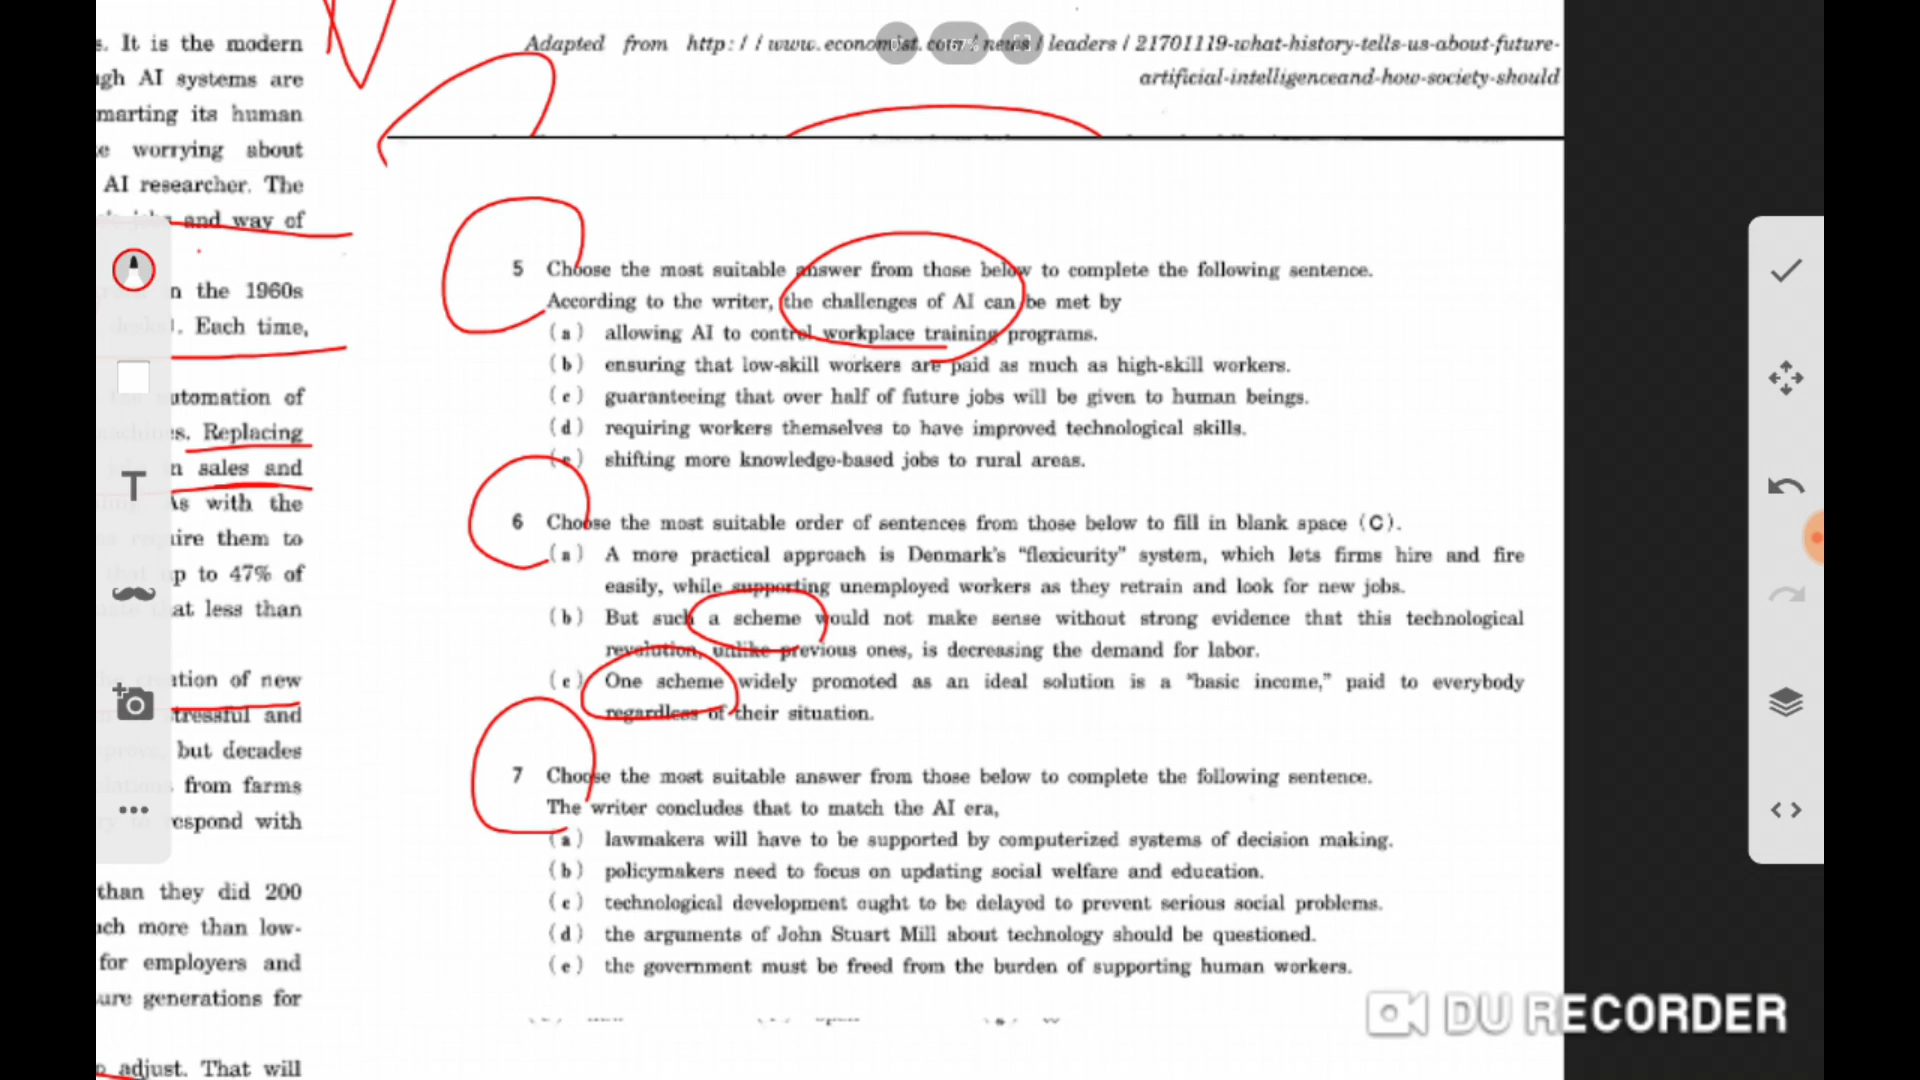 s. It is the modern
gh AI systems are
marting its human
e worrying about
AI researcher. The
and way of
n the 1960s
. Each time,
utomation of
s. Replacing
n sales and
As with the
uire them to
p to 47% of
at less than
ation of new
tressful and
but decades
from farms
espond with
than they did 200
ach more than low-
for employers and
ure generations for
adjust. That will
Adapted from http://www.economist.com/news/leaders/21701119-what-history-tells-us-about-future-
artificial-intelligenceand-how-society-should
5 Choose the most suitable answer from those below to complete the following sentence.
According to the writer, the challenges of AI can be met by
(a) allowing AI to control workplace training programs.
(b) ensuring that low-skill workers are paid as much as high-skill workers.
(c) guaranteeing that over half of future jobs will be given to human beings.
(d) requiring workers themselves to have improved technological skills.
(e) shifting more knowledge-based jobs to rural areas.
6 Choose the most suitable order of sentences from those below to fill in blank space (C).
(a) A more practical approach is Denmark's "flexicurity" system, which lets firms hire and fire
easily, while supporting unemployed workers as they retrain and look for new jobs.
(b) But such a scheme would not make sense without strong evidence that this technological
revolution, unlike previous ones, is decreasing the demand for labor.
(c) One scheme widely promoted as an ideal solution is a "basic income," paid to everybody
regardless of their situation.
7 Choose the most suitable answer from those below to complete the following sentence.
The writer concludes that to match the AI era,
(a) lawmakers will have to be supported by computerized systems of decision making.
(b) policymakers need to focus on updating social welfare and education.
(c) technological development ought to be delayed to prevent serious social problems.
(d) the arguments of John Stuart Mill about technology should be questioned.
(e) the government must be freed from the burden of supporting human workers.
T
DU RECORDER